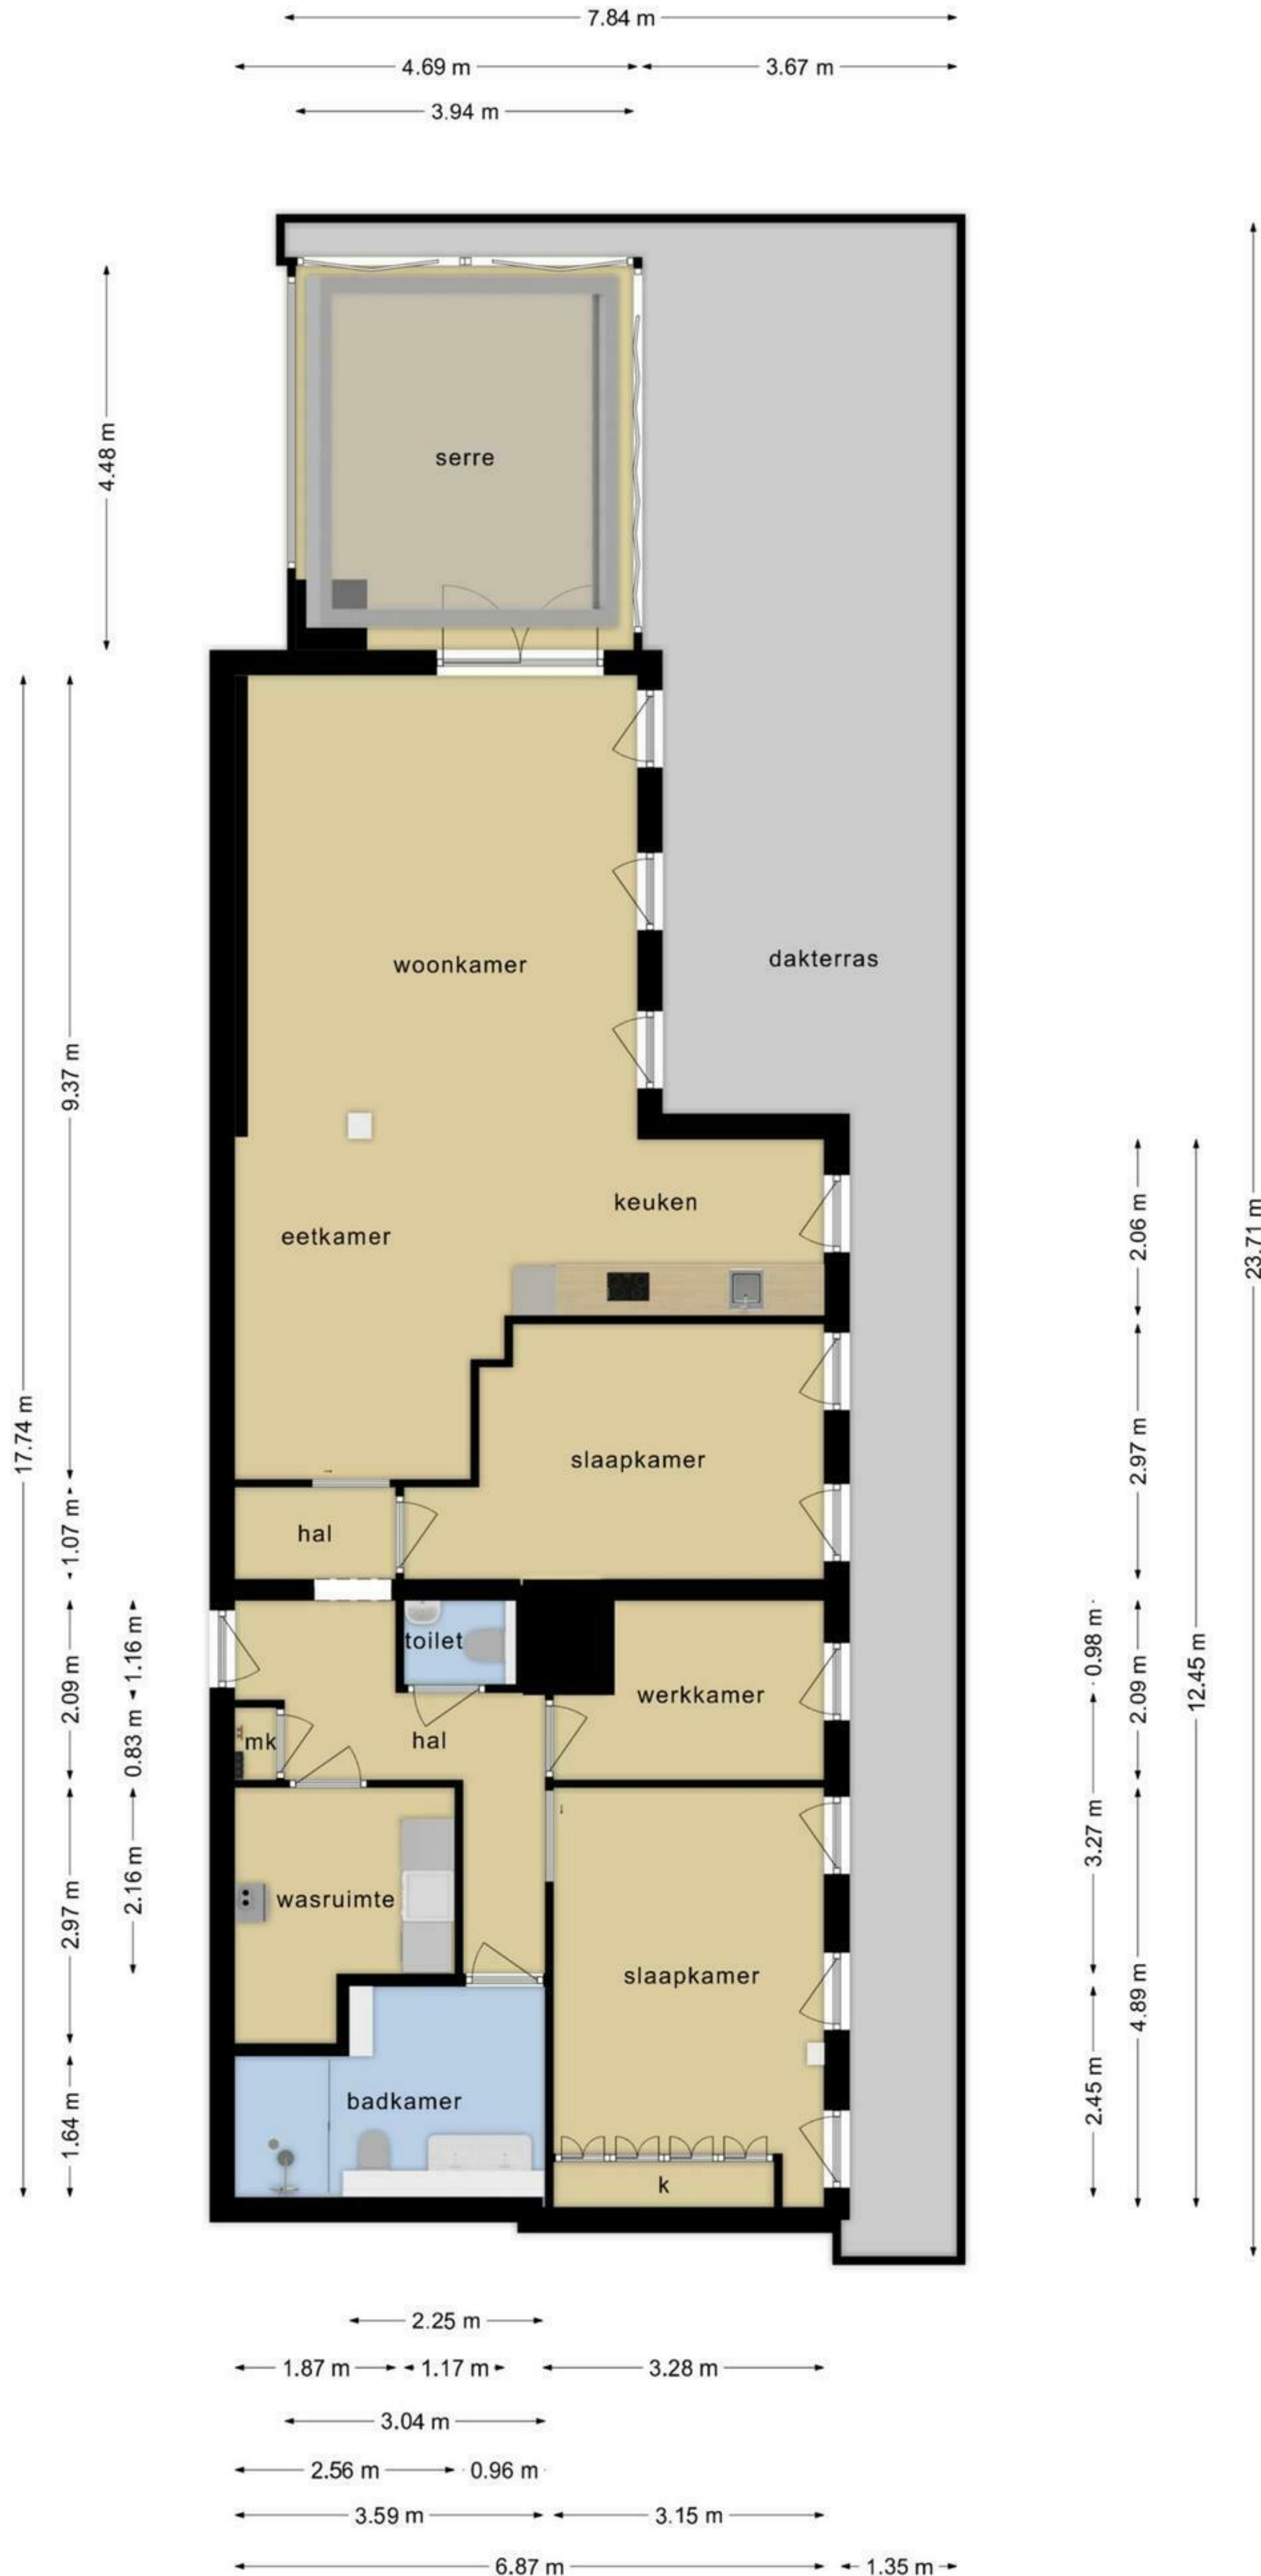 7.84 m
4.69 m
3.67 m
3.94 m
4.48 m
serre
woonkamer
dakterras
9.37 m
keuken
eetkamer
2.06 m
23.71 m
17.74 m
slaapkamer
2.97 m
hal
1.07 m
toilet
1.16 m
2.09 m
werkkamer
0.98 m
2.09 m
12.45 m
mk
hal
0.83 m
3.27 m
2.16 m
wasruimte
2.97 m
slaapkamer
4.89 m
badkamer
1.64 m
2.45 m
k
2.25 m
1.87 m
1.17 m
3.28 m
3.04 m
2.56 m
0.96 m
3.59 m
3.15 m
6.87 m
1.35 m